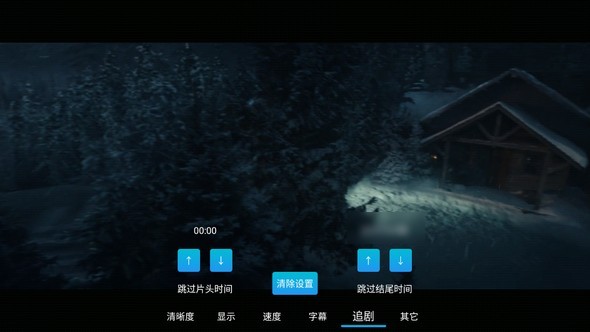 00:00
↑ ↓ ↑ ↓
清除设置
跳过片头时间 跳过结尾时间
清晰度 显示 速度 字幕 追剧 其它